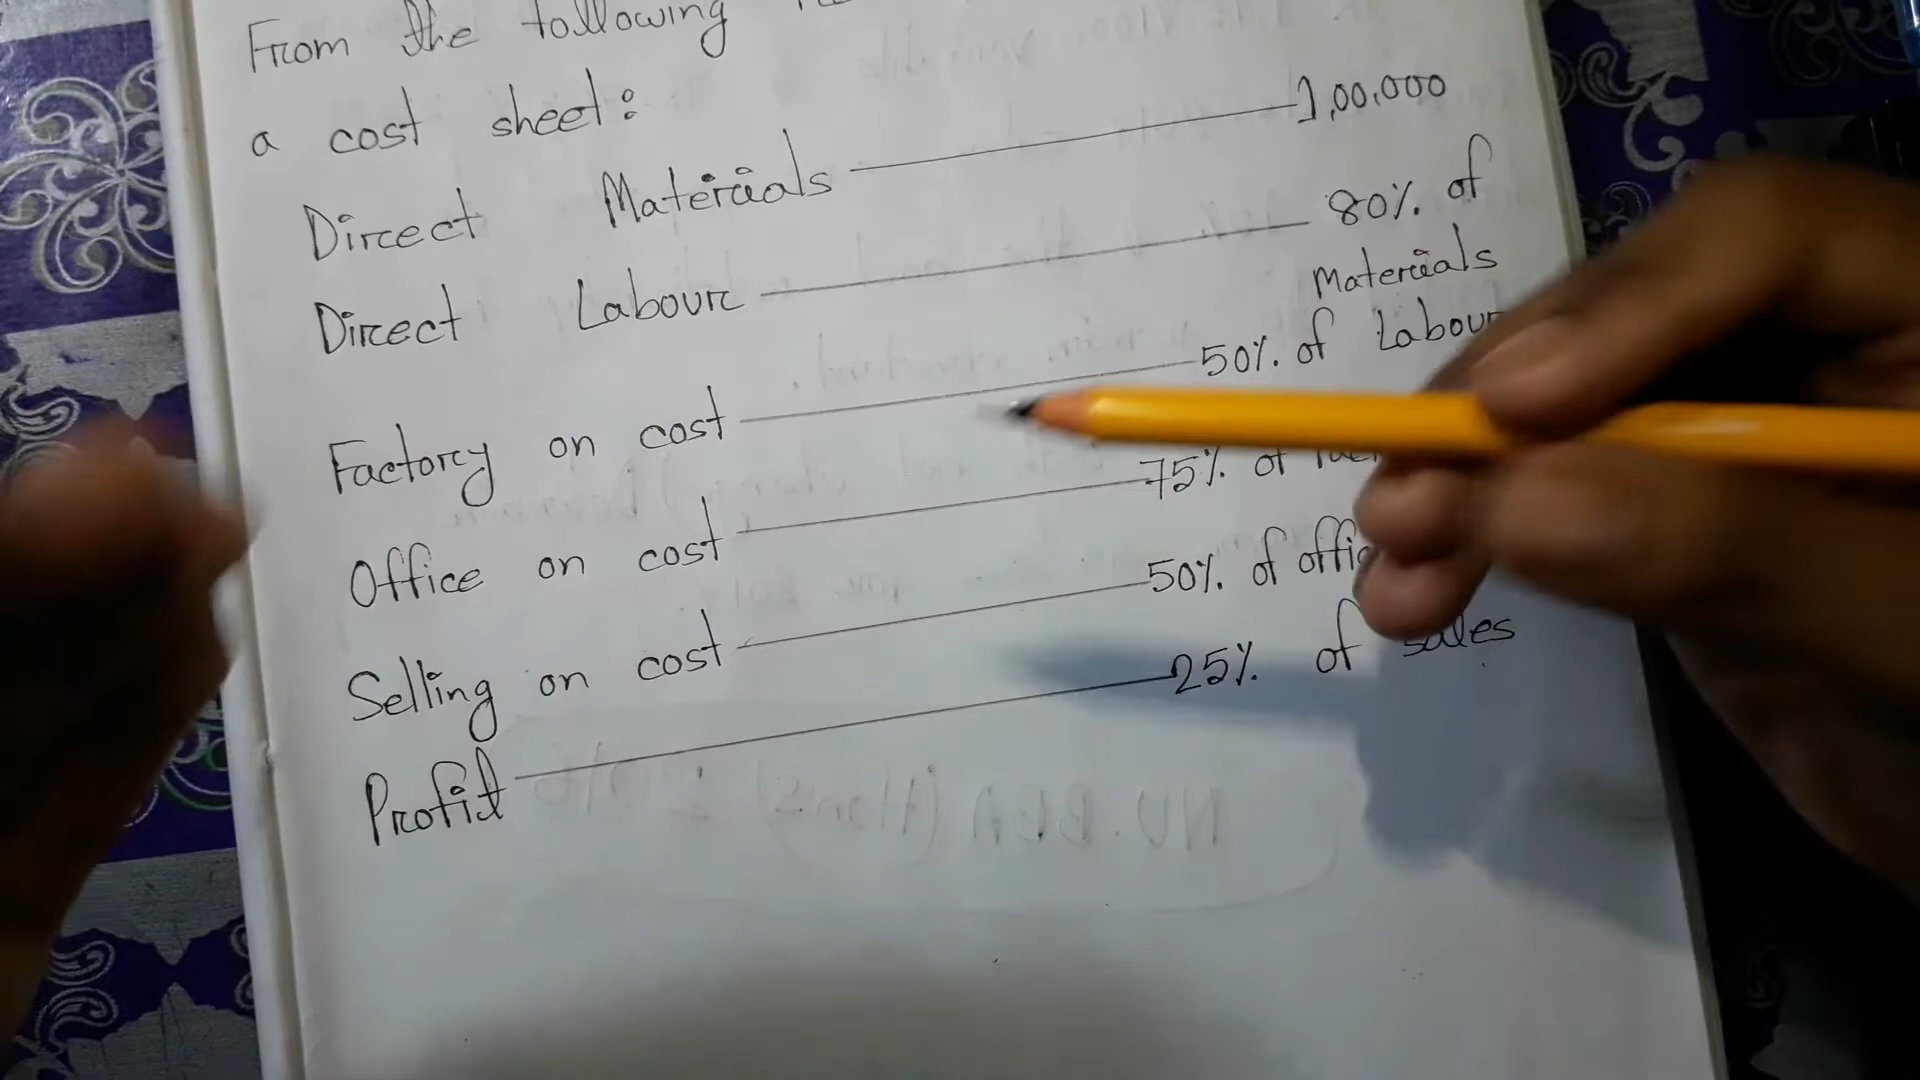 From the following
a cost sheet:
Direct Materials 1,00,000
Direct Labour 80% of
Materials
Factory on cost 50% of Labour
Office on cost 75% of
Selling on cost 50% of
Profit 25% of sales